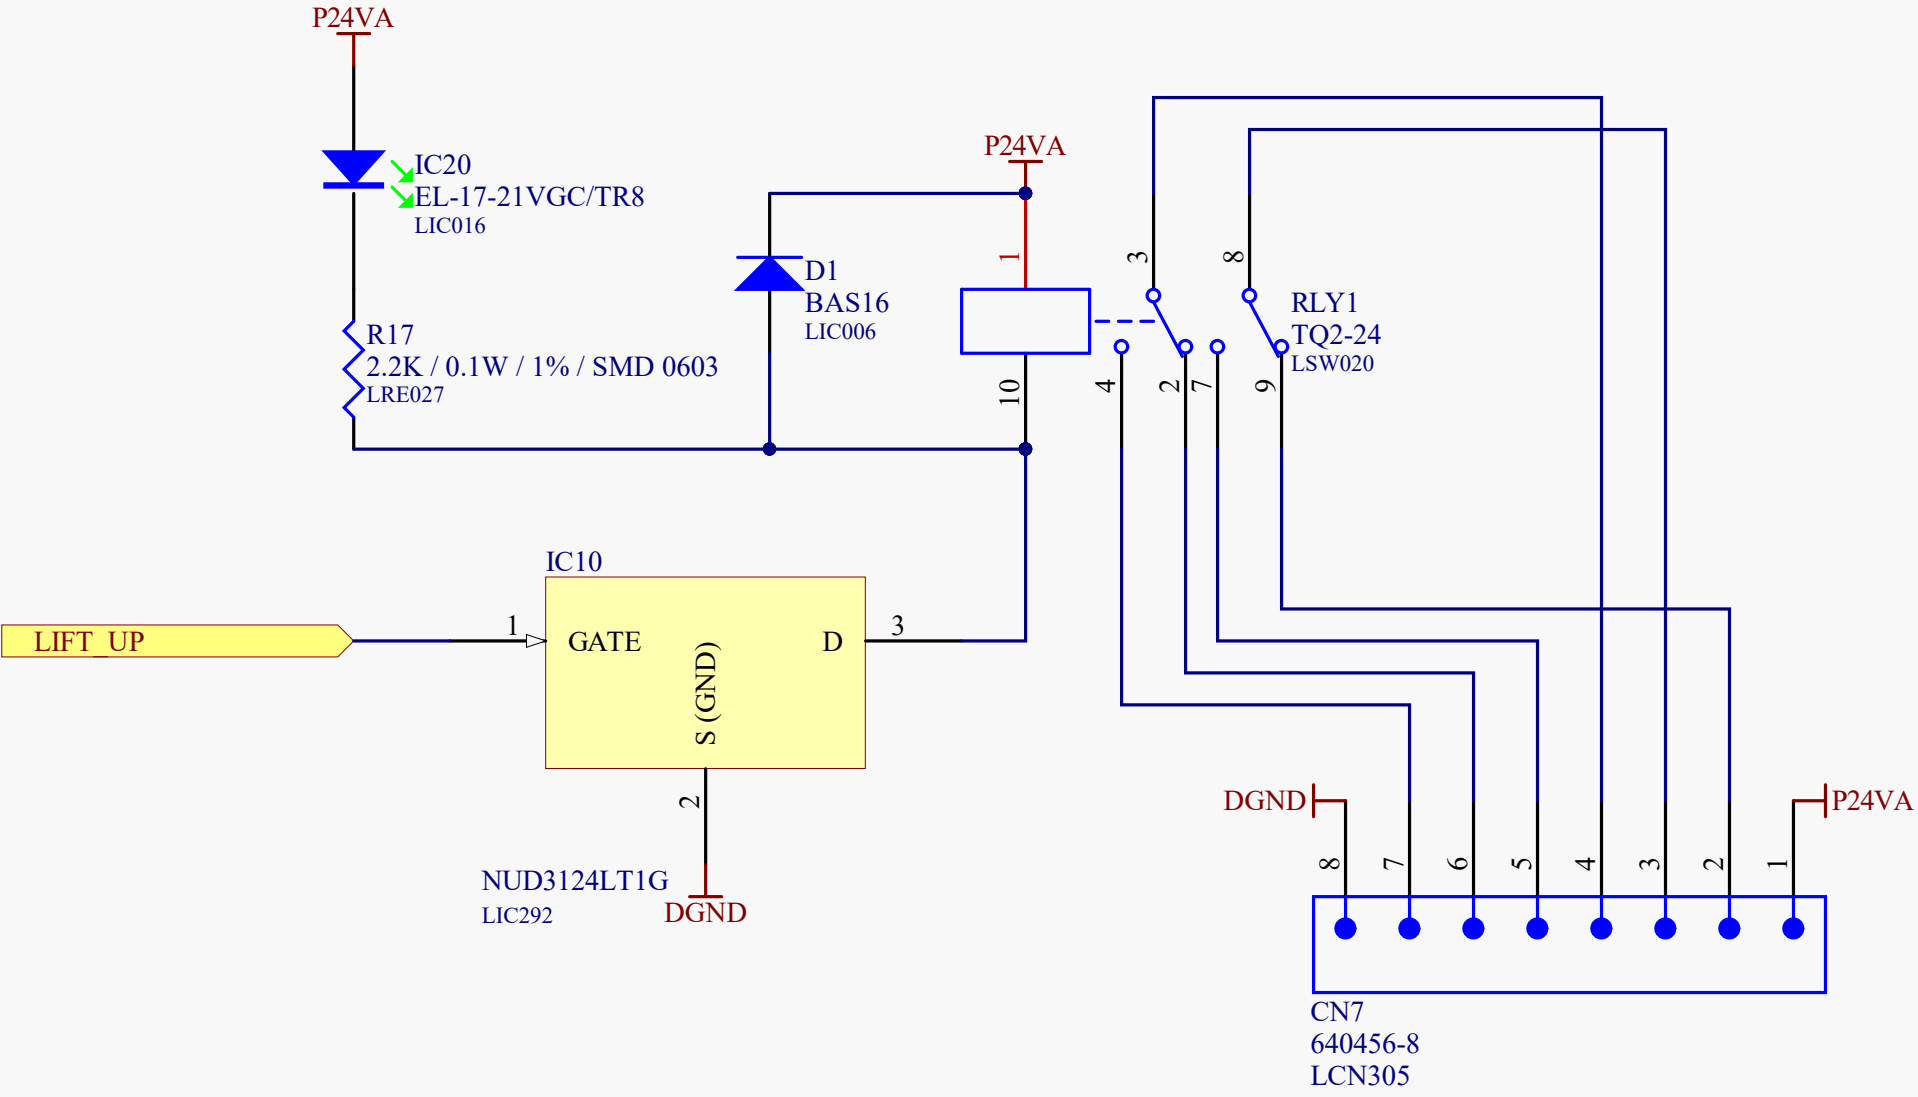 P24VA
IC20
EL-17-21VGC/TR8
LIC016
R17
2.2K / 0.1W / 1% / SMD 0603
LRE027
P24VA
D1
BAS16
LIC006
1
10
3
8
4
2
7
9
RLY1
TQ2-24
LSW020
LIFT_UP
IC10
1
GATE
S (GND)
D
3
2
NUD3124LT1G
LIC292
DGND
DGND
P24VA
8
7
6
5
4
3
2
1
CN7
640456-8
LCN305